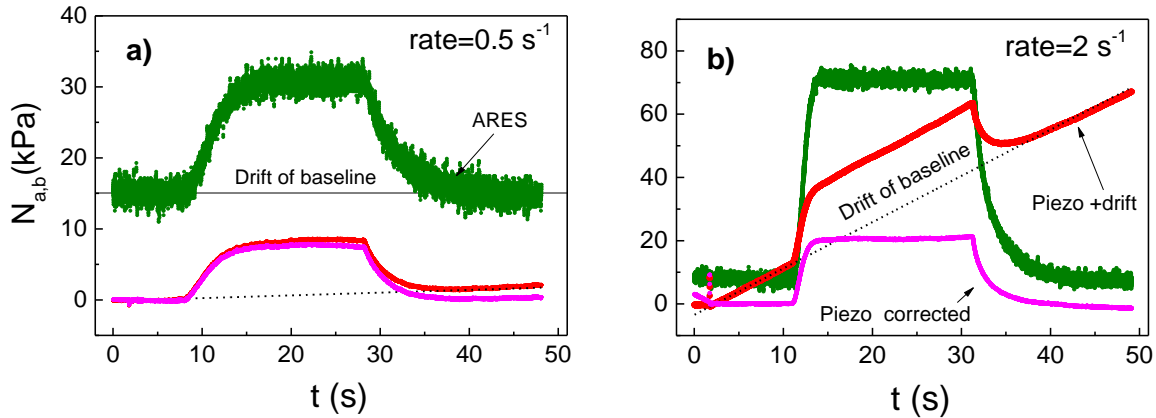 a)
rate=0.5 s-1
ARES
Drift of baseline
N a,b (kPa)
40
30
20
10
0
0 10 20 30 40 50
t (s)
b)
rate=2 s-1
Drift of baseline
Piezo +drift
Piezo corrected
80
60
40
20
0
0 10 20 30 40 50
t (s)